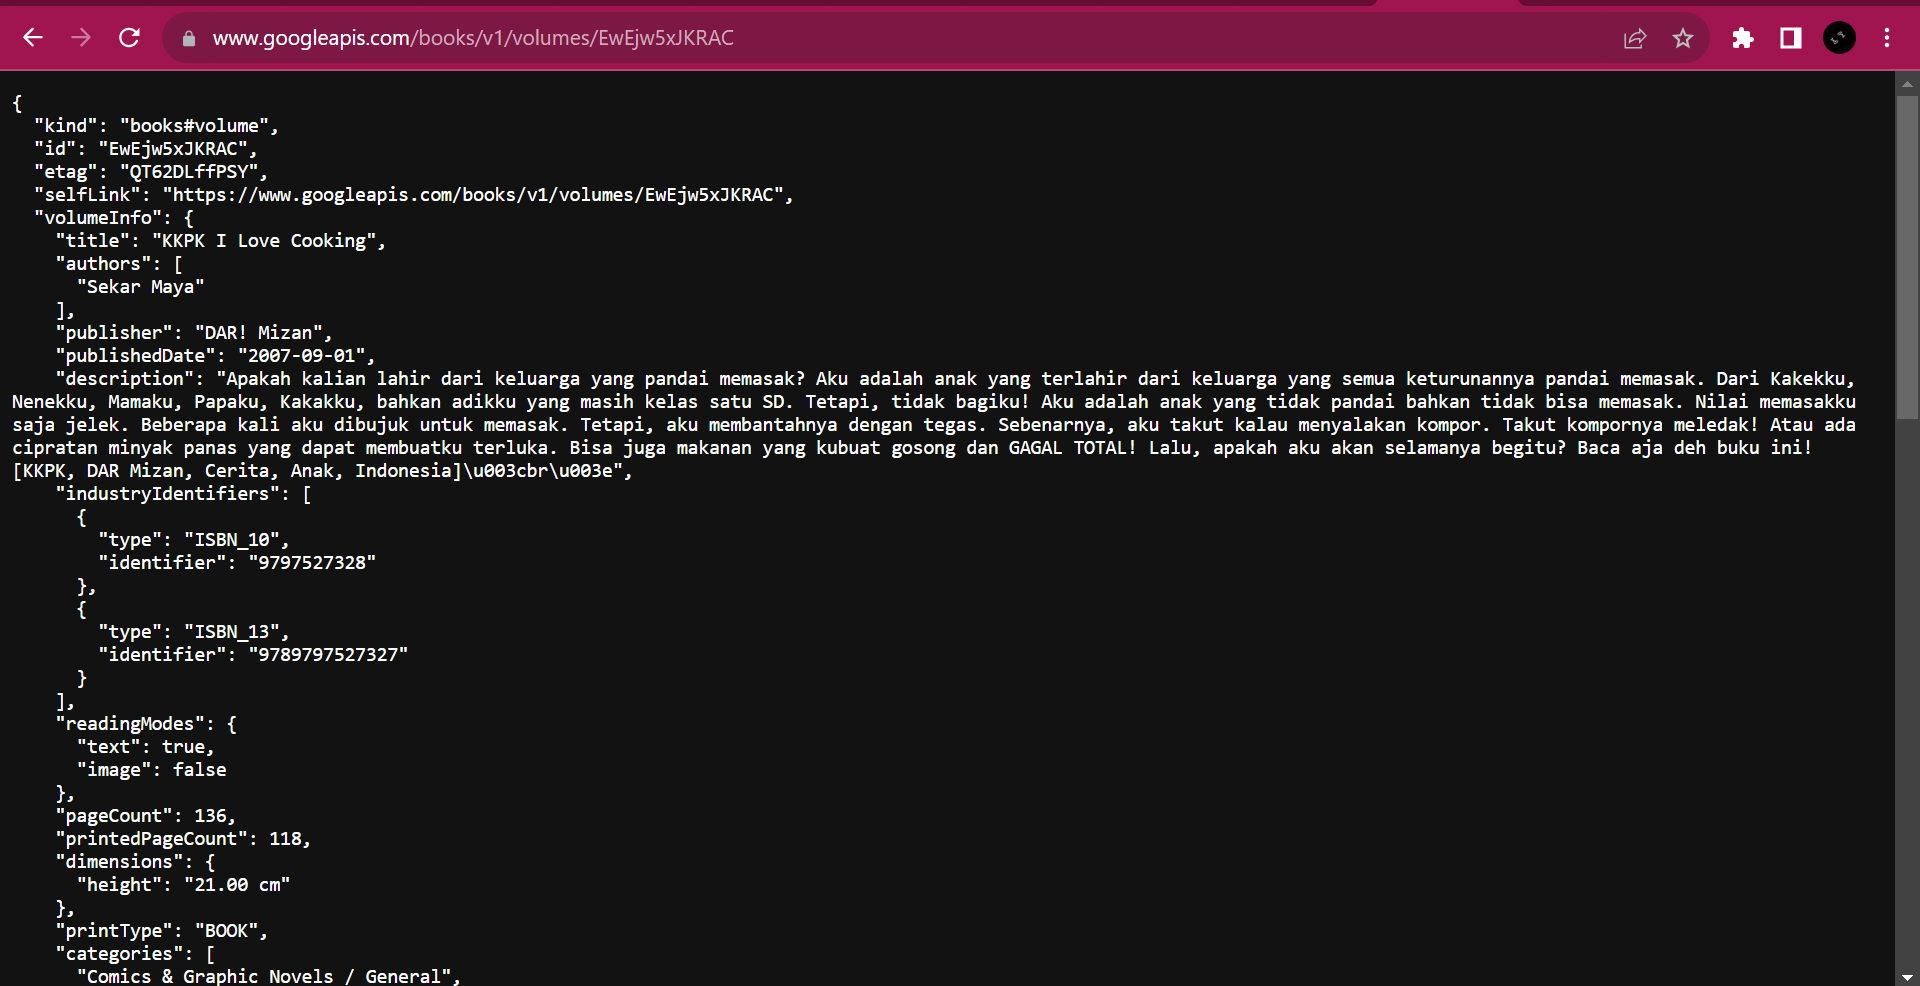 www.googleapis.com/books/v1/volumes/EwEjw5xJKRAC
{
"kind": "books#volume",
"id": "EwEjw5xJKRAC",
"etag": "QT62DLffPSY",
"selfLink": "https://www.googleapis.com/books/v1/volumes/EwEjw5xJKRAC",
"volumeInfo": {
"title": "KKPK I Love Cooking",
"authors": [
"Sekar Maya"
],
"publisher": "DAR! Mizan",
"publishedDate": "2007-09-01",
"description": "Apakah kalian lahir dari keluarga yang pandai memasak? Aku adalah anak yang terlahir dari keluarga yang semua keturunannya pandai memasak. Dari Kakekku,
Nenekku, Mamaku, Papaku, Kakakku, bahkan adikku yang masih kelas satu SD. Tetapi, tidak bagiku! Aku adalah anak yang tidak pandai bahkan tidak bisa memasak. Nilai memasakku
saja jelek. Beberapa kali aku dibujuk untuk memasak. Tetapi, aku membantahnya dengan tegas. Sebenarnya, aku takut kalau menyalakan kompor. Takut kompornya meledak! Atau ada
cipratan minyak panas yang dapat membuatku terluka. Bisa juga makanan yang kubuat gosong dan GAGAL TOTAL! Lalu, apakah aku akan selamanya begitu? Baca aja deh buku ini!
[KKPK, DAR Mizan, Cerita, Anak, Indonesia]\u003cbr\u003e",
"industryIdentifiers": [
{
"type": "ISBN_10",
"identifier": "9797527328"
},
{
"type": "ISBN_13",
"identifier": "9789797527327"
}
],
"readingModes": {
"text": true,
"image": false
},
"pageCount": 136,
"printedPageCount": 118,
"dimensions": {
"height": "21.00 cm"
},
"printType": "BOOK",
"categories": [
"Comics & Graphic Novels / General",